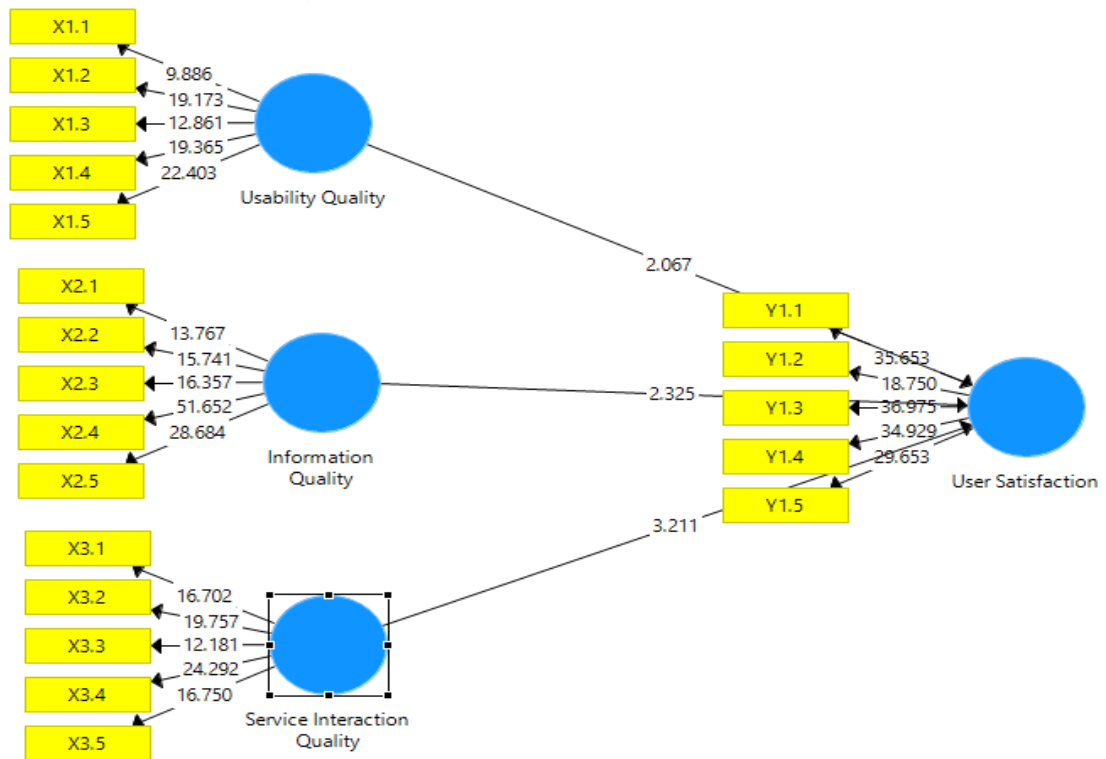 X1.1
9.886
X1.2
19.173
X1.3
12.861
X1.4
19.365
X1.5
22.403
Usability Quality
2.067
X2.1
13.767
X2.2
15.741
X2.3
16.357
X2.4
51.652
X2.5
28.684
Information
Quality
2.325
X3.1
16.702
X3.2
19.757
X3.3
12.181
X3.4
24.292
X3.5
16.750
Service Interaction
Quality
3.211
Y1.1
35.653
Y1.2
18.750
Y1.3
36.975
Y1.4
34.929
Y1.5
29.653
User Satisfaction